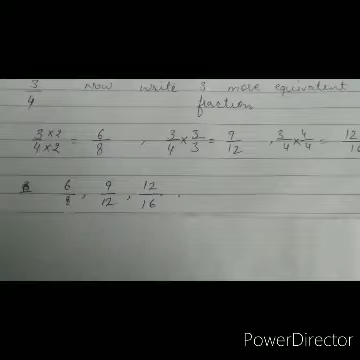 3/4 Now write 3 more equivalent
fraction
3×2/4×2 = 6/8 , 3/4 × 3/3 = 9/12 , 3/4 × 4/4 = 12/16
6/8 , 9/12 , 12/16 .
PowerDirector